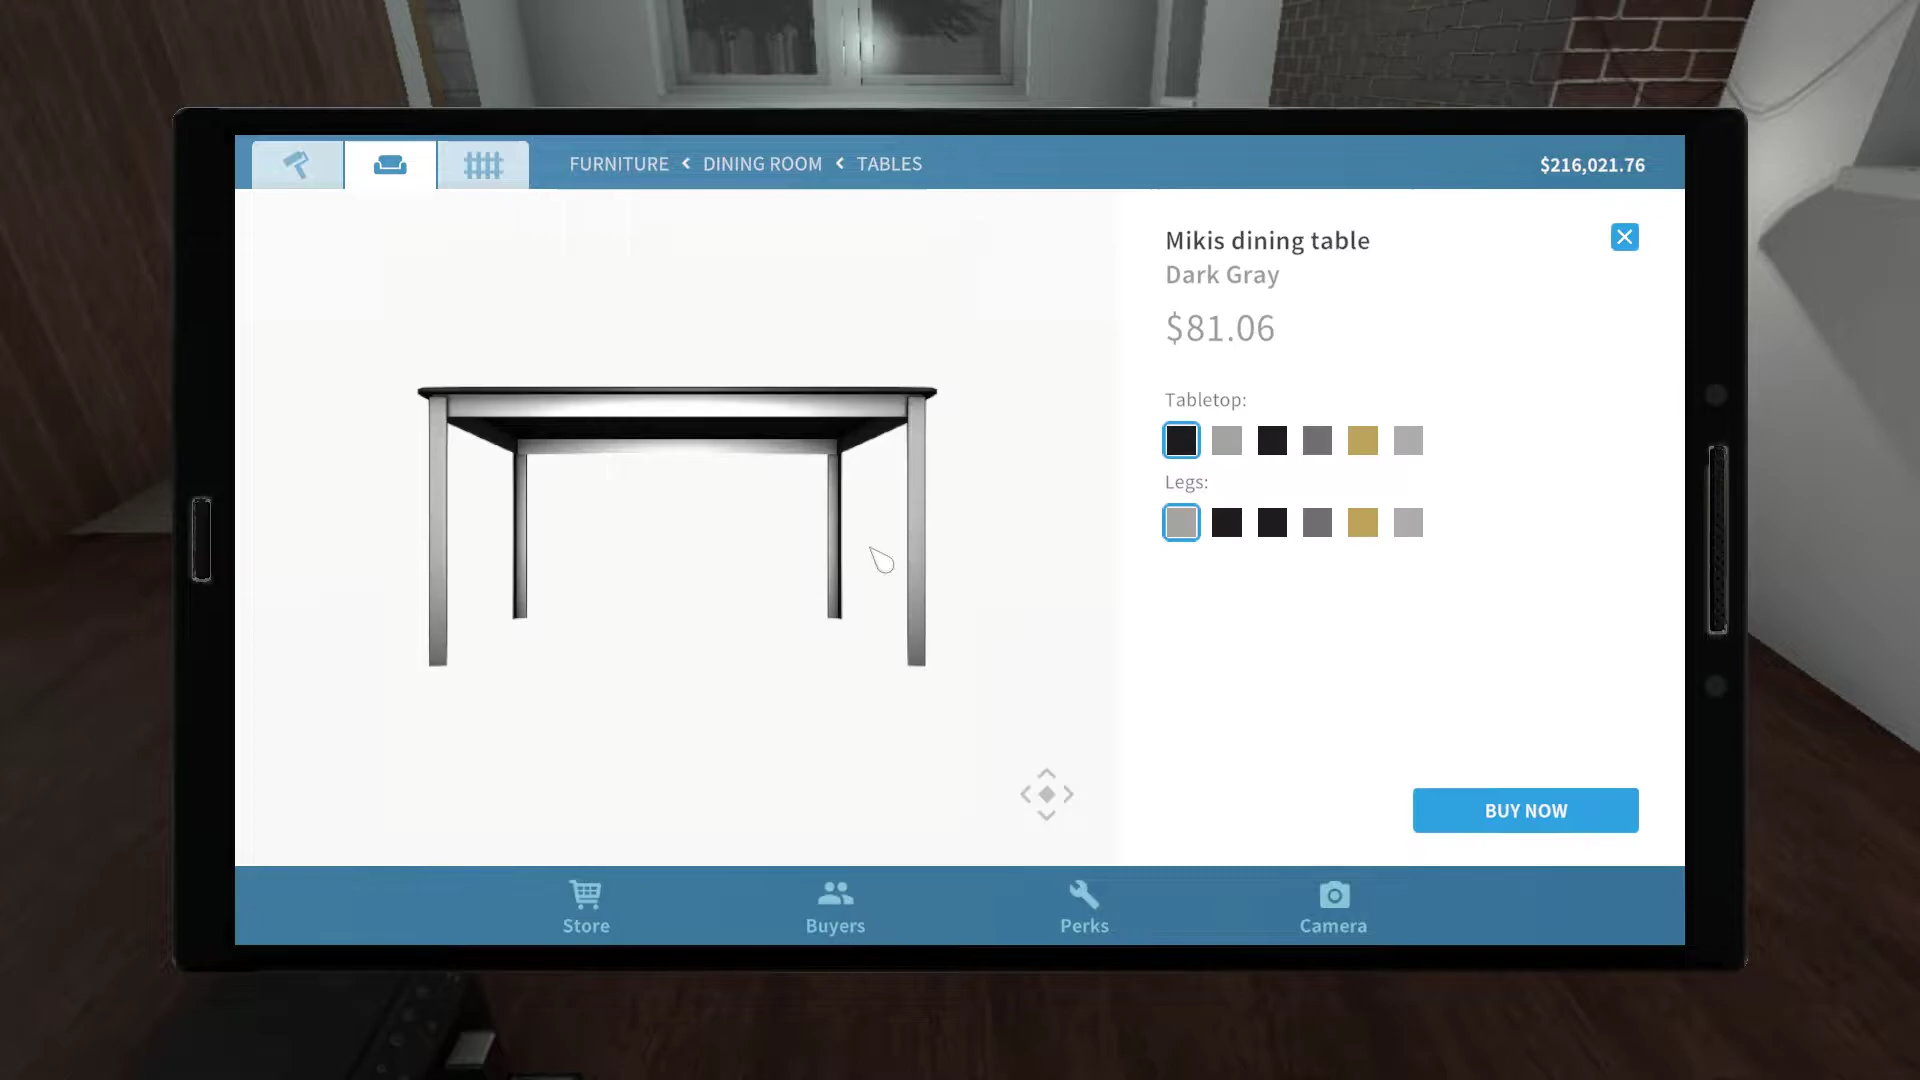 FURNITURE < DINING ROOM < TABLES
$216,021.76
Mikis dining table
Dark Gray
$81.06
Tabletop:
Legs:
BUY NOW
Store
Buyers
Perks
Camera